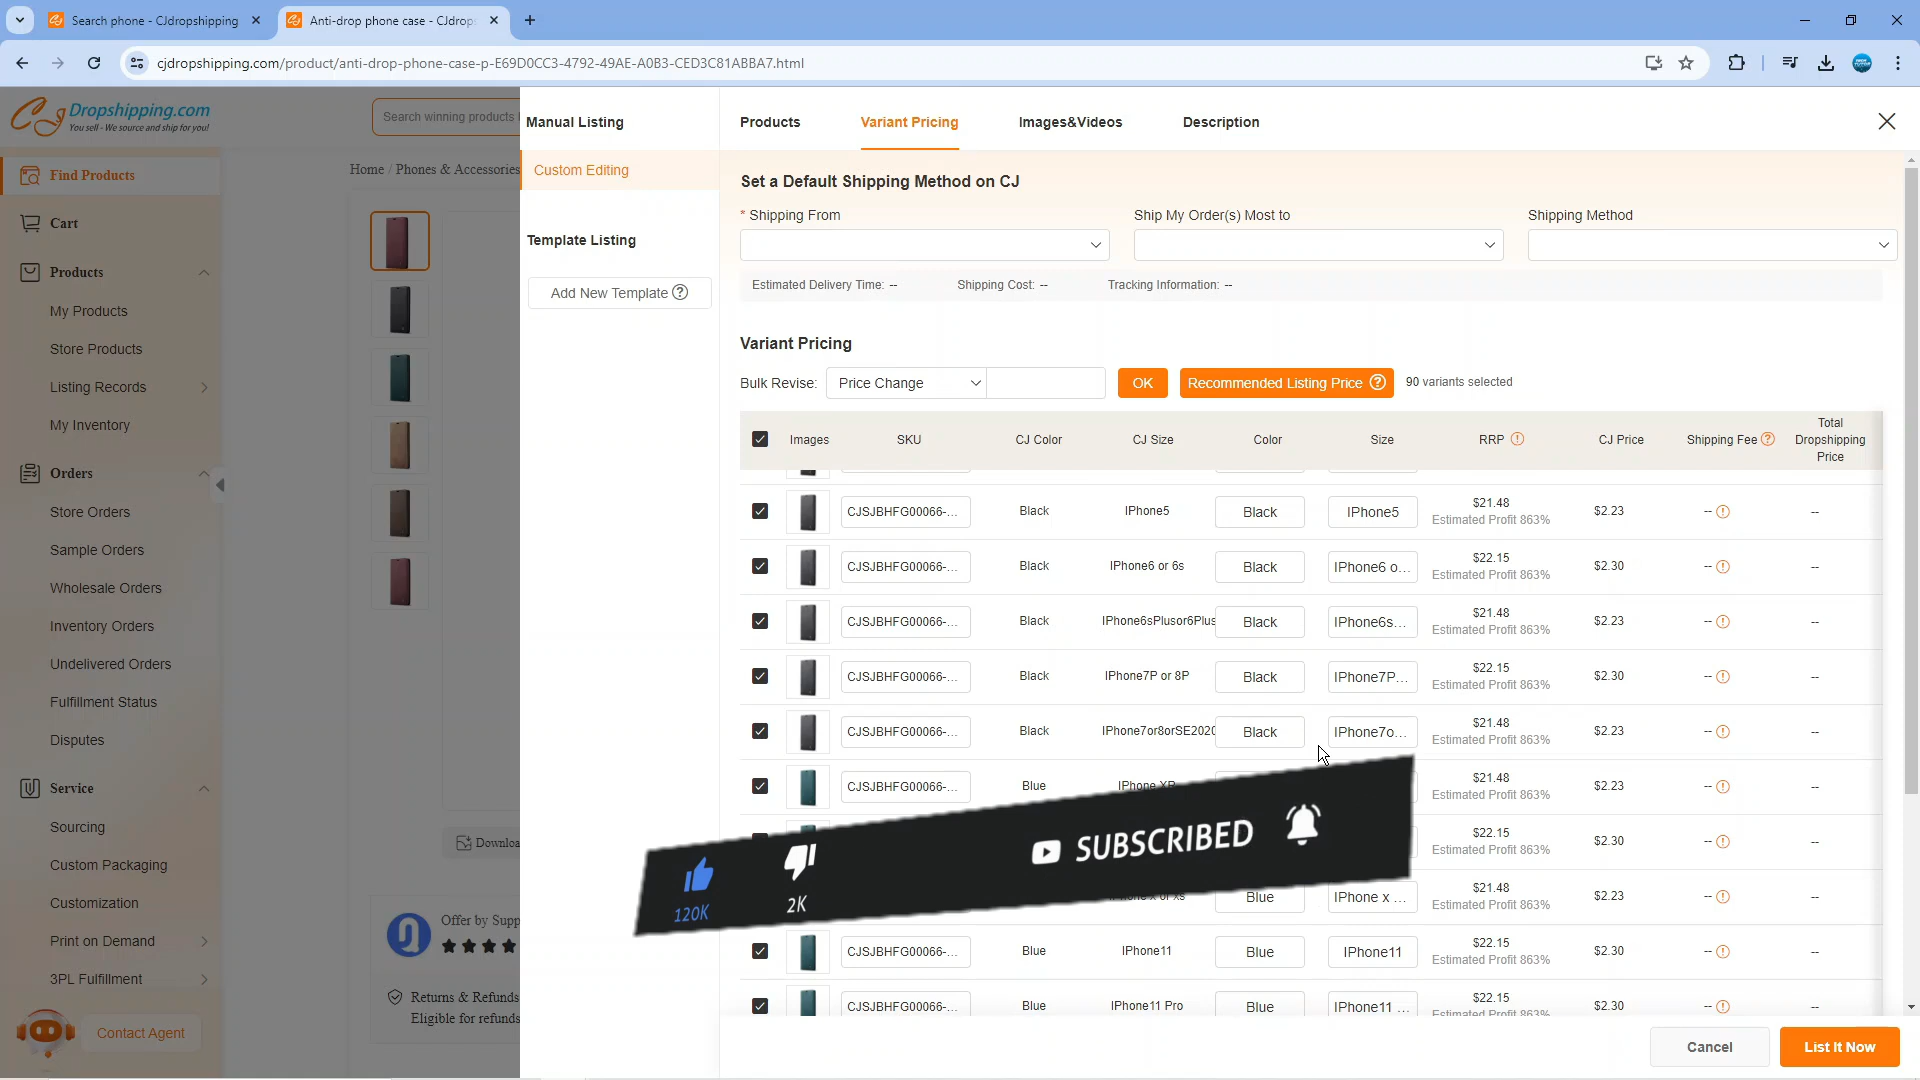 Search phone - CJdropshipping
Anti-drop phone case - CJdrops
cjdropshipping.com/product/anti-drop-phone-case-p-E69D0CC3-4792-49AE-A0B3-CED3C81ABBA7.html
CJ Dropshipping.com
You sell - We source and ship for you!
Search winning products
Find Products
Cart
Products
My Products
Store Products
Listing Records
My Inventory
Orders
Store Orders
Sample Orders
Wholesale Orders
Inventory Orders
Undelivered Orders
Fulfillment Status
Disputes
Service
Sourcing
Custom Packaging
Customization
Print on Demand
3PL Fulfillment
Contact Agent
Home / Phones & Accessories
Offer by Supp
Returns & Refunds
Eligible for refunds
Manual Listing
Custom Editing
Template Listing
Add New Template ?
Products Variant Pricing Images&Videos Description
Set a Default Shipping Method on CJ
* Shipping From Ship My Order(s) Most to Shipping Method
Estimated Delivery Time: -- Shipping Cost: -- Tracking Information: --
Variant Pricing
Bulk Revise: Price Change OK Recommended Listing Price ? 90 variants selected
Images SKU CJ Color CJ Size Color Size RRP CJ Price Shipping Fee ? Total Dropshipping Price
CJSJBHFG00066-... Black IPhone5 Black IPhone5 $21.48 Estimated Profit 863% $2.23 -- --
CJSJBHFG00066-... Black IPhone6 or 6s Black IPhone6 o... $22.15 Estimated Profit 863% $2.30 -- --
CJSJBHFG00066-... Black IPhone6sPlusor6Plus Black IPhone6s... $21.48 Estimated Profit 863% $2.23 -- --
CJSJBHFG00066-... Black IPhone7P or 8P Black IPhone7P... $22.15 Estimated Profit 863% $2.30 -- --
CJSJBHFG00066-... Black IPhone7or8orSE2020 Black IPhone7o... $21.48 Estimated Profit 863% $2.23 -- --
CJSJBHFG00066-... Blue IPhone XR $21.48 Estimated Profit 863% $2.23 -- --
$22.15 Estimated Profit 863% $2.30 -- --
Blue IPhone x ... $21.48 Estimated Profit 863% $2.23 -- --
CJSJBHFG00066-... Blue IPhone11 Blue IPhone11 $22.15 Estimated Profit 863% $2.30 -- --
CJSJBHFG00066-... Blue IPhone11 Pro Blue IPhone11 ... $22.15 Estimated Profit 863% $2.30 -- --
120K
2K
SUBSCRIBED
Cancel
List It Now